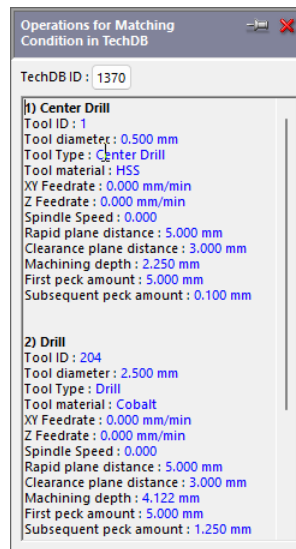 Operations for Matching
Condition in TechDB
TechDB ID : 1370
1) Center Drill
Tool ID : 1
Tool diameter : 0.500 mm
Tool Type : Center Drill
Tool material : HSS
XY Feedrate : 0.000 mm/min
Z Feedrate : 0.000 mm/min
Spindle Speed : 0.000
Rapid plane distance : 5.000 mm
Clearance plane distance : 3.000 mm
Machining depth : 2.250 mm
First peck amount : 5.000 mm
Subsequent peck amount : 0.100 mm
2) Drill
Tool ID : 204
Tool diameter : 2.500 mm
Tool Type : Drill
Tool material : Cobalt
XY Feedrate : 0.000 mm/min
Z Feedrate : 0.000 mm/min
Spindle Speed : 0.000
Rapid plane distance : 5.000 mm
Clearance plane distance : 3.000 mm
Machining depth : 4.122 mm
First peck amount : 5.000 mm
Subsequent peck amount : 1.250 mm